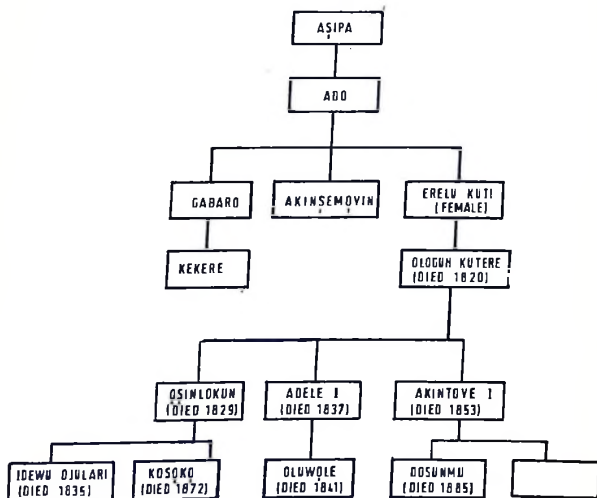 ASIPA
ADO
GABARO
AKINSEMOYIN
ERELU KUTI
(FEMALE)
KEKERE
OLOGUN KUTERE
(DIED 1820)
OSINLOKUN
(DIED 1829)
ADELE I
(DIED 1837)
AKINTOYE I
(DIED 1853)
IDEWU OJULARI
(DIED 1835)
KOSOKO
(DIED 1872)
OLUWOLE
(DIED 1841)
DOSUNMU
(DIED 1885)